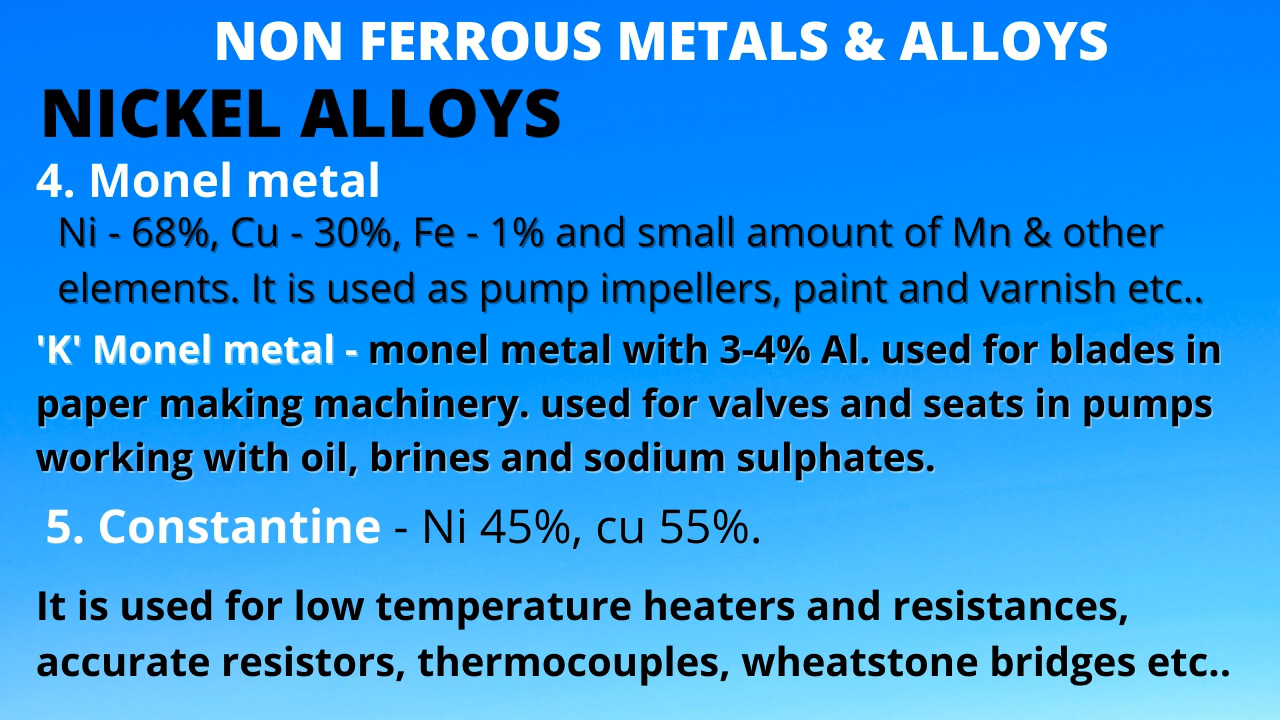 NON FERROUS METALS & ALLOYS
NICKEL ALLOYS
4. Monel metal
Ni - 68%, Cu - 30%, Fe - 1% and small amount of Mn & other
elements. It is used as pump impellers, paint and varnish etc..
'K' Monel metal - monel metal with 3-4% Al. used for blades in
paper making machinery. used for valves and seats in pumps
working with oil, brines and sodium sulphates.
5. Constantine - Ni 45%, cu 55%.
It is used for low temperature heaters and resistances,
accurate resistors, thermocouples, wheatstone bridges etc..